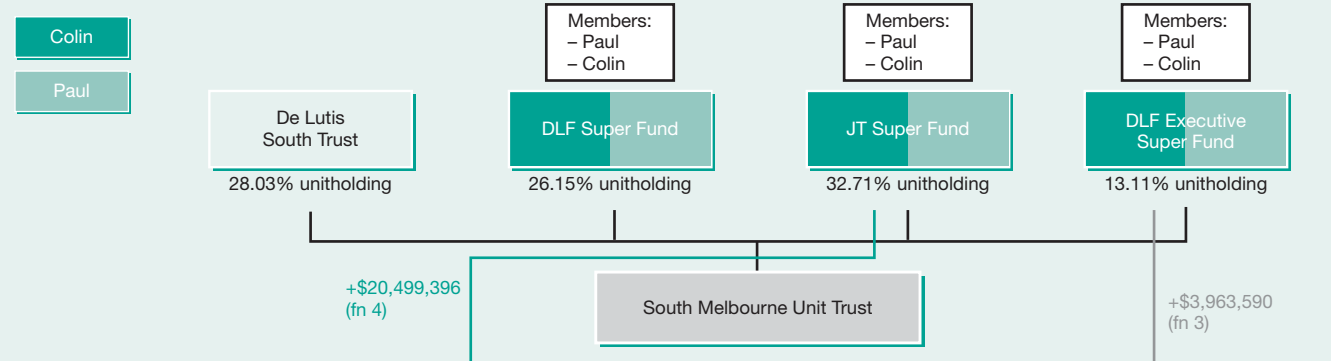 Colin
Paul
Members:
– Paul
– Colin
Members:
– Paul
– Colin
Members:
– Paul
– Colin
De Lutis
South Trust
DLF Super Fund
JT Super Fund
DLF Executive
Super Fund
28.03% unitholding
26.15% unitholding
32.71% unitholding
13.11% unitholding
+$20,499,396
(fn 4)
South Melbourne Unit Trust
+$3,963,590
(fn 3)